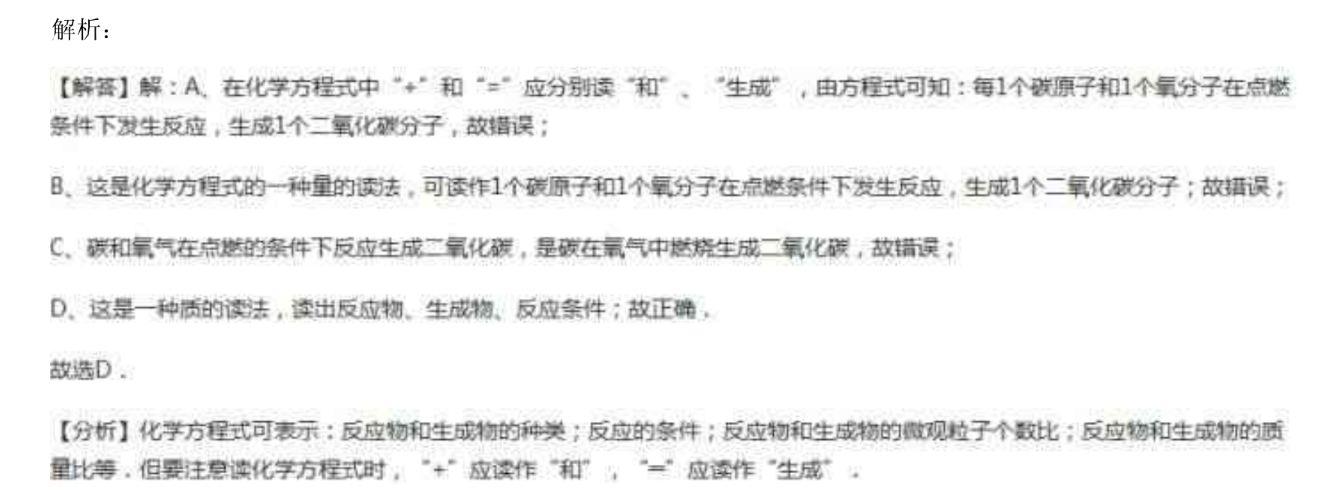 解析：
【解答】解：A、在化学方程式中“+”和“=”应分别读“和”、“生成”，由方程式可知：每1个碳原子和1个氧分子在点燃
条件下发生反应，生成1个二氧化碳分子，故错误；
B、这是化学方程式的一种量的读法，可读作1个碳原子和1个氧分子在点燃条件下发生反应，生成1个二氧化碳分子；故错误；
C、碳和氧气在点燃的条件下反应生成二氧化碳，是碳在氧气中燃烧生成二氧化碳，故错误；
D、这是一种质的读法，读出反应物、生成物、反应条件；故正确．
故选D．
【分析】化学方程式可表示：反应物和生成物的种类；反应的条件；反应物和生成物的微观粒子个数比；反应物和生成物的质
量比等．但要注意读化学方程式时，“+”应读作“和”，“═”应读作“生成”．